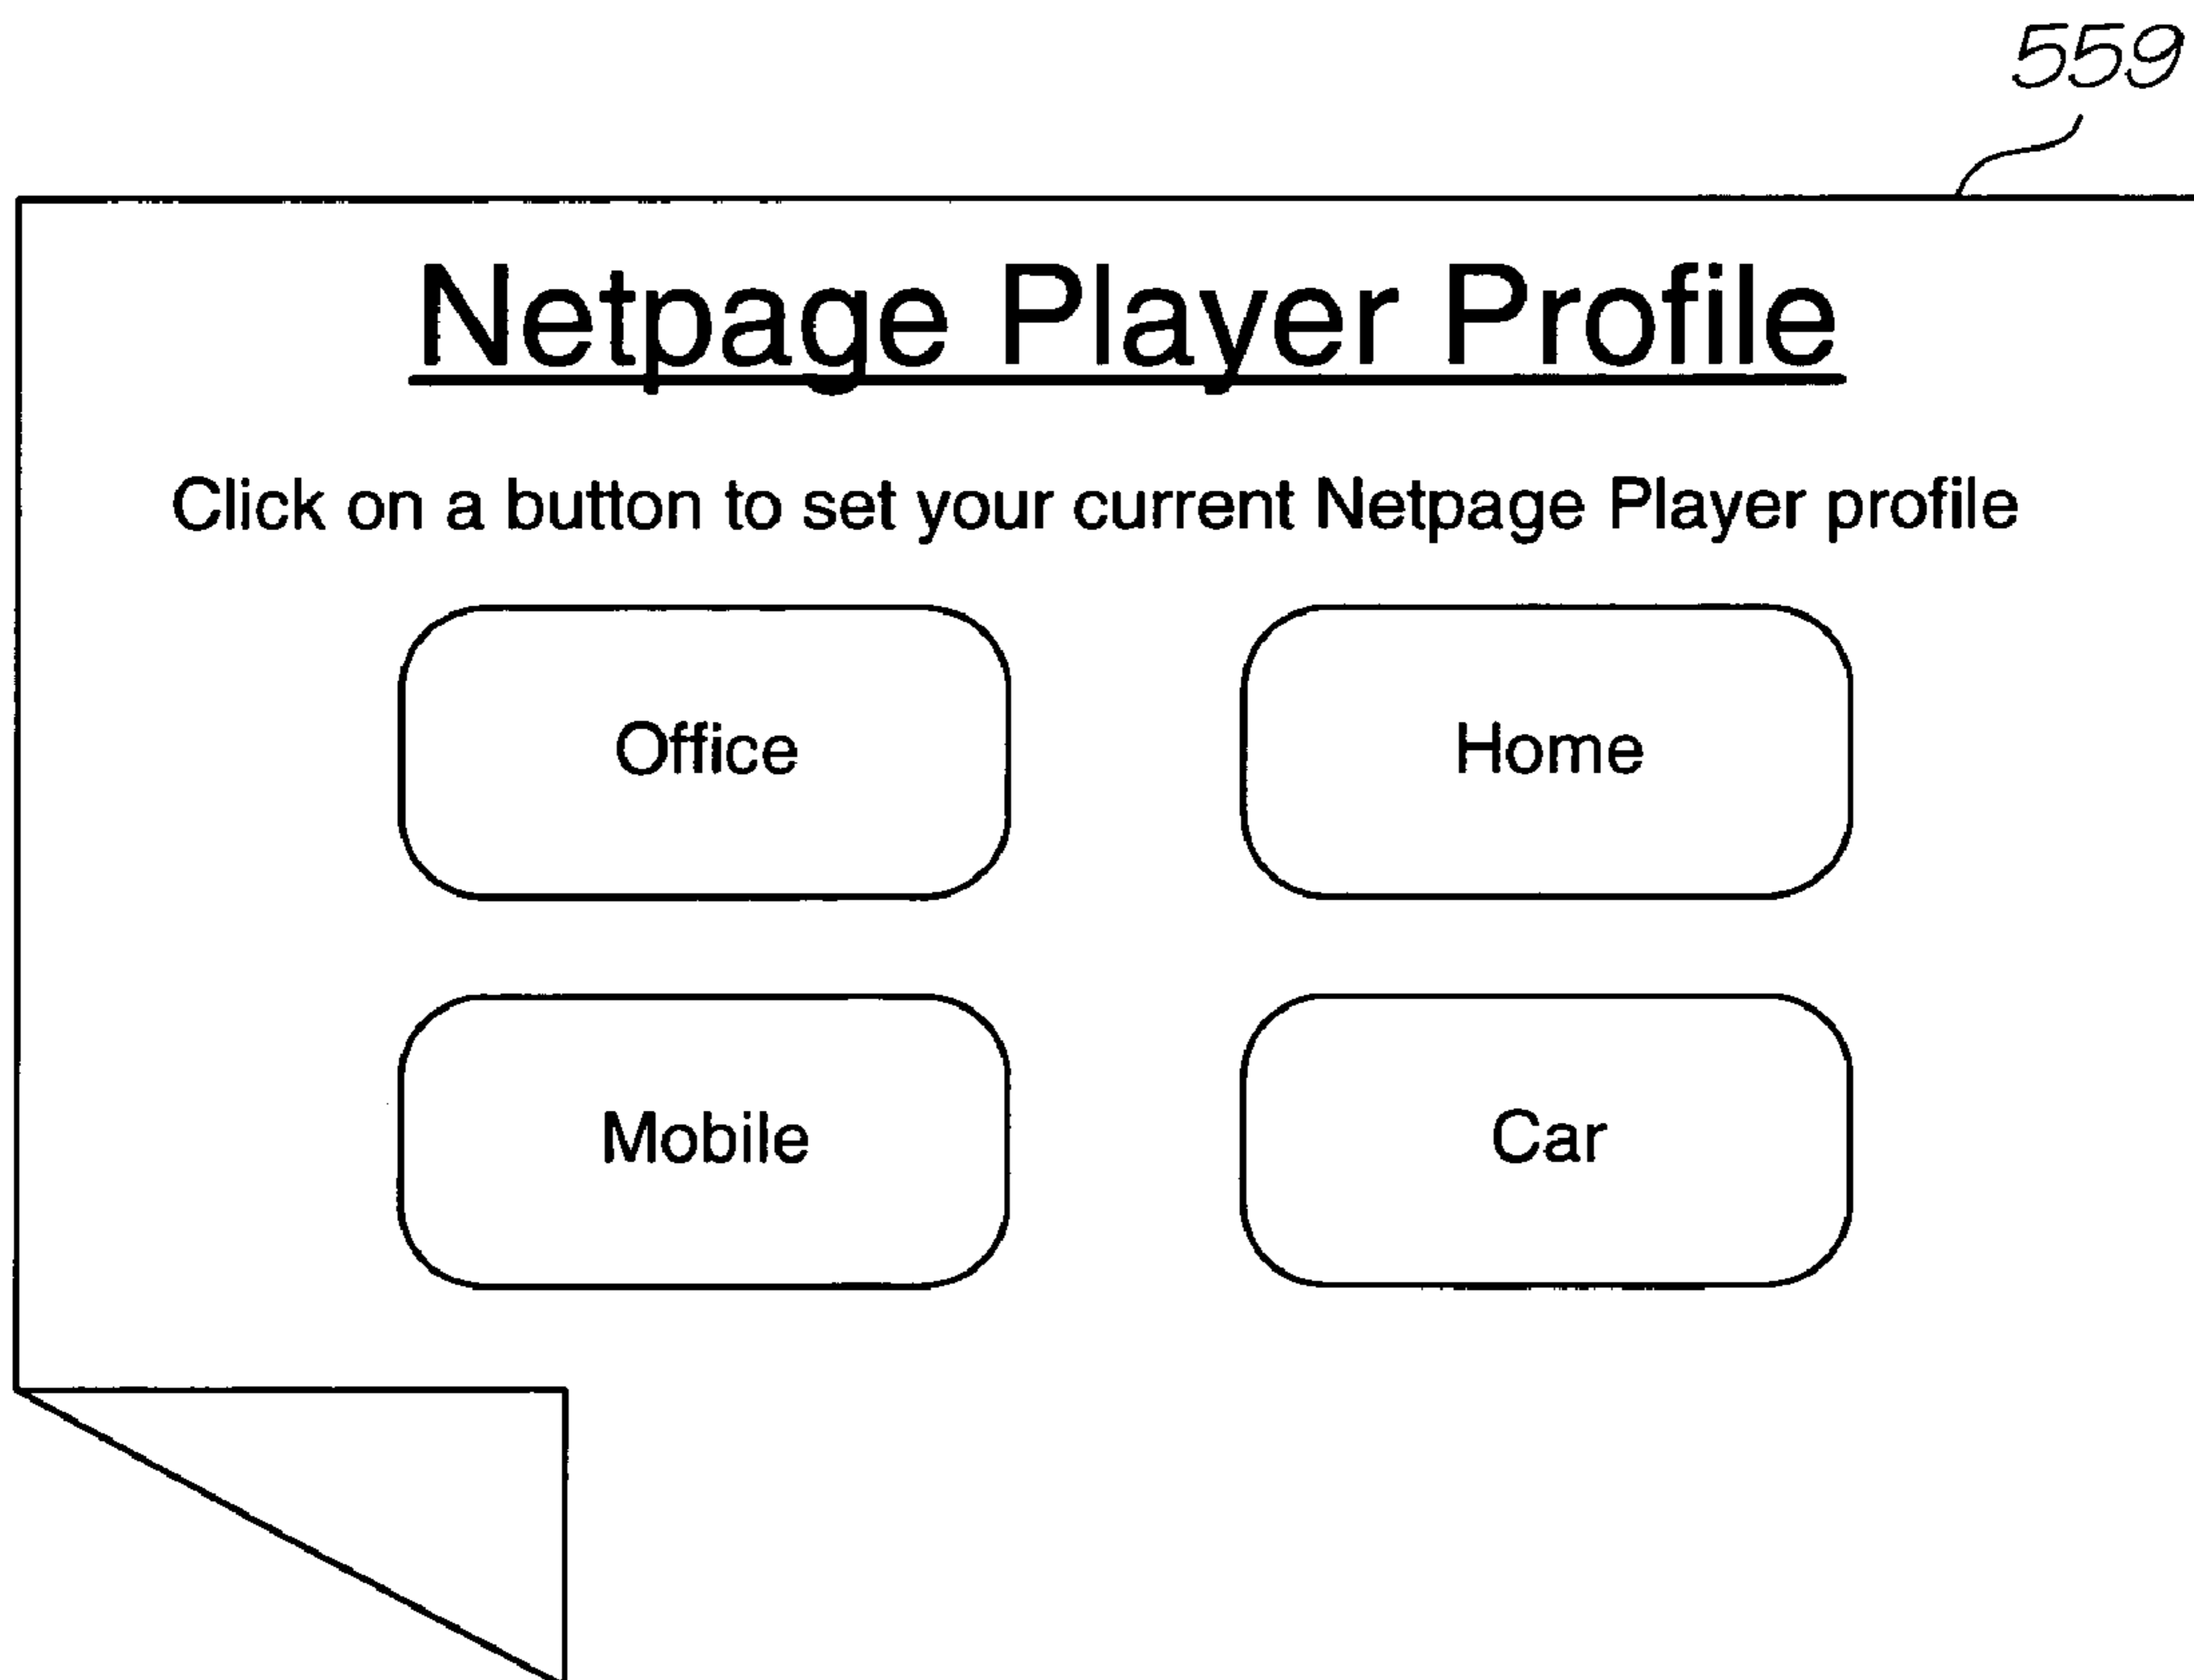 559
Netpage Player Profile
Click on a button to set your current Netpage Player profile
Office Home
Mobile Car